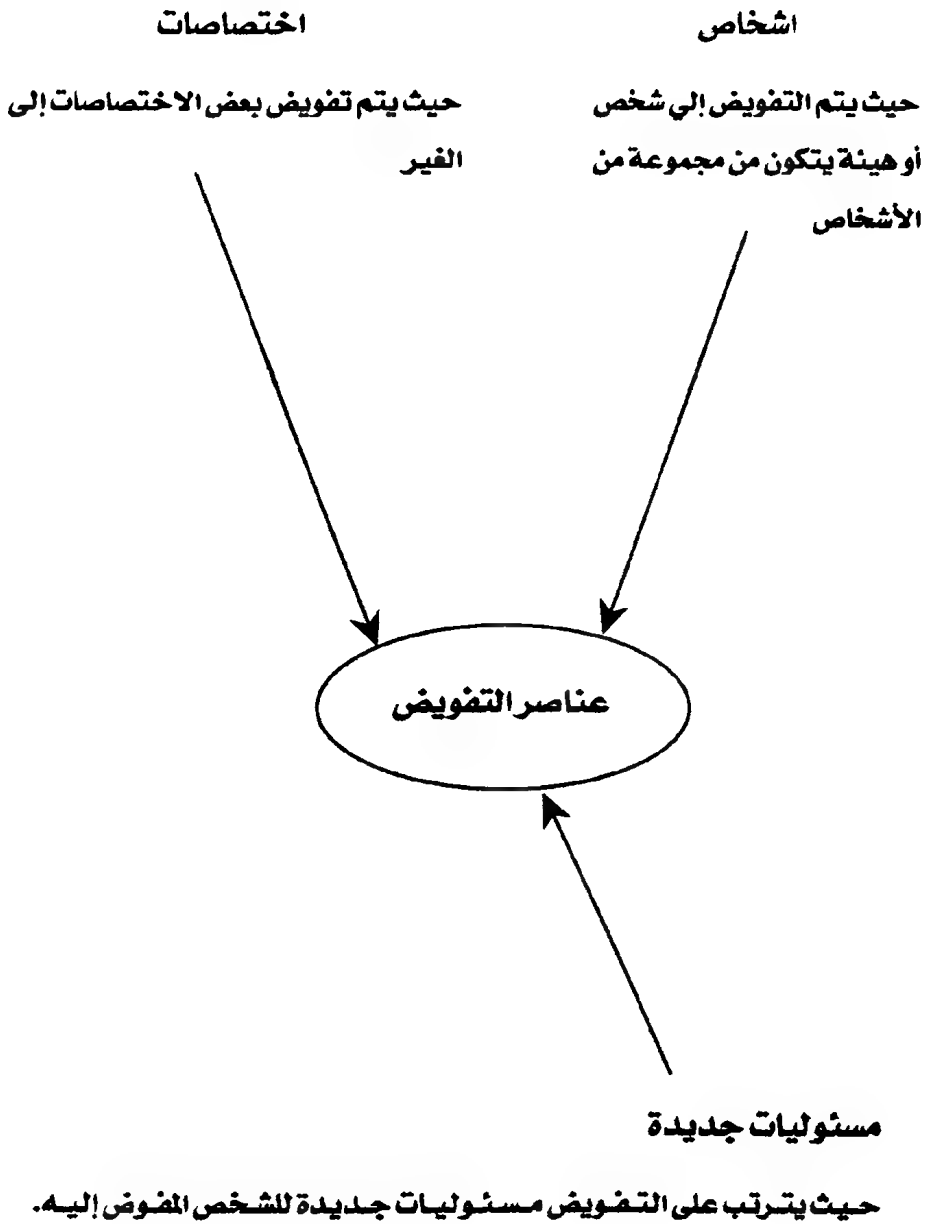 اشخاص
حيث يتم التفويض إلي شخص
أو هيئة يتكون من مجموعة من
الأشخاص
اختصاصات
حيث يتم تفويض بعض الاختصاصات إلى
الغير
عناصر التفويض
مسئوليات جديدة
حيث يترتب على التفويض مسئوليات جديدة للشخص المفوض إليه.